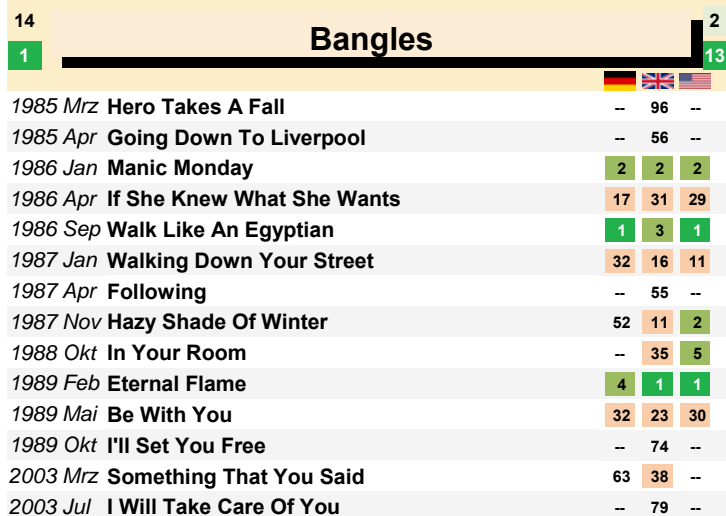 14 Bangles 2
1 13
1985 Mrz Hero Takes A Fall -- 96 --
1985 Apr Going Down To Liverpool -- 56 --
1986 Jan Manic Monday 2 2 2
1986 Apr If She Knew What She Wants 17 31 29
1986 Sep Walk Like An Egyptian 1 3 1
1987 Jan Walking Down Your Street 32 16 11
1987 Apr Following -- 55 --
1987 Nov Hazy Shade Of Winter 52 11 2
1988 Okt In Your Room -- 35 5
1989 Feb Eternal Flame 4 1 1
1989 Mai Be With You 32 23 30
1989 Okt I'll Set You Free -- 74 --
2003 Mrz Something That You Said 63 38 --
2003 Jul I Will Take Care Of You -- 79 --